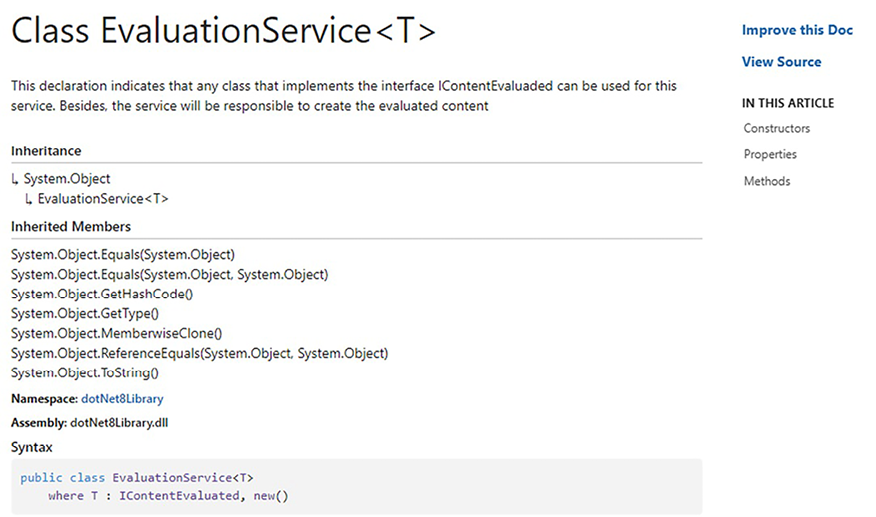 Class EvaluationService<T>
This declaration indicates that any class that implements the interface IContentEvaluaded can be used for this
service. Besides, the service will be responsible to create the evaluated content
Inheritance
↳ System.Object
↳ EvaluationService<T>
Inherited Members
System.Object.Equals(System.Object)
System.Object.Equals(System.Object, System.Object)
System.Object.GetHashCode()
System.Object.GetType()
System.Object.MemberwiseClone()
System.Object.ReferenceEquals(System.Object, System.Object)
System.Object.ToString()
Namespace: dotNet8Library
Assembly: dotNet8Library.dll
Syntax
public class EvaluationService<T>
where T : IContentEvaluated, new()
Improve this Doc
View Source
IN THIS ARTICLE
Constructors
Properties
Methods